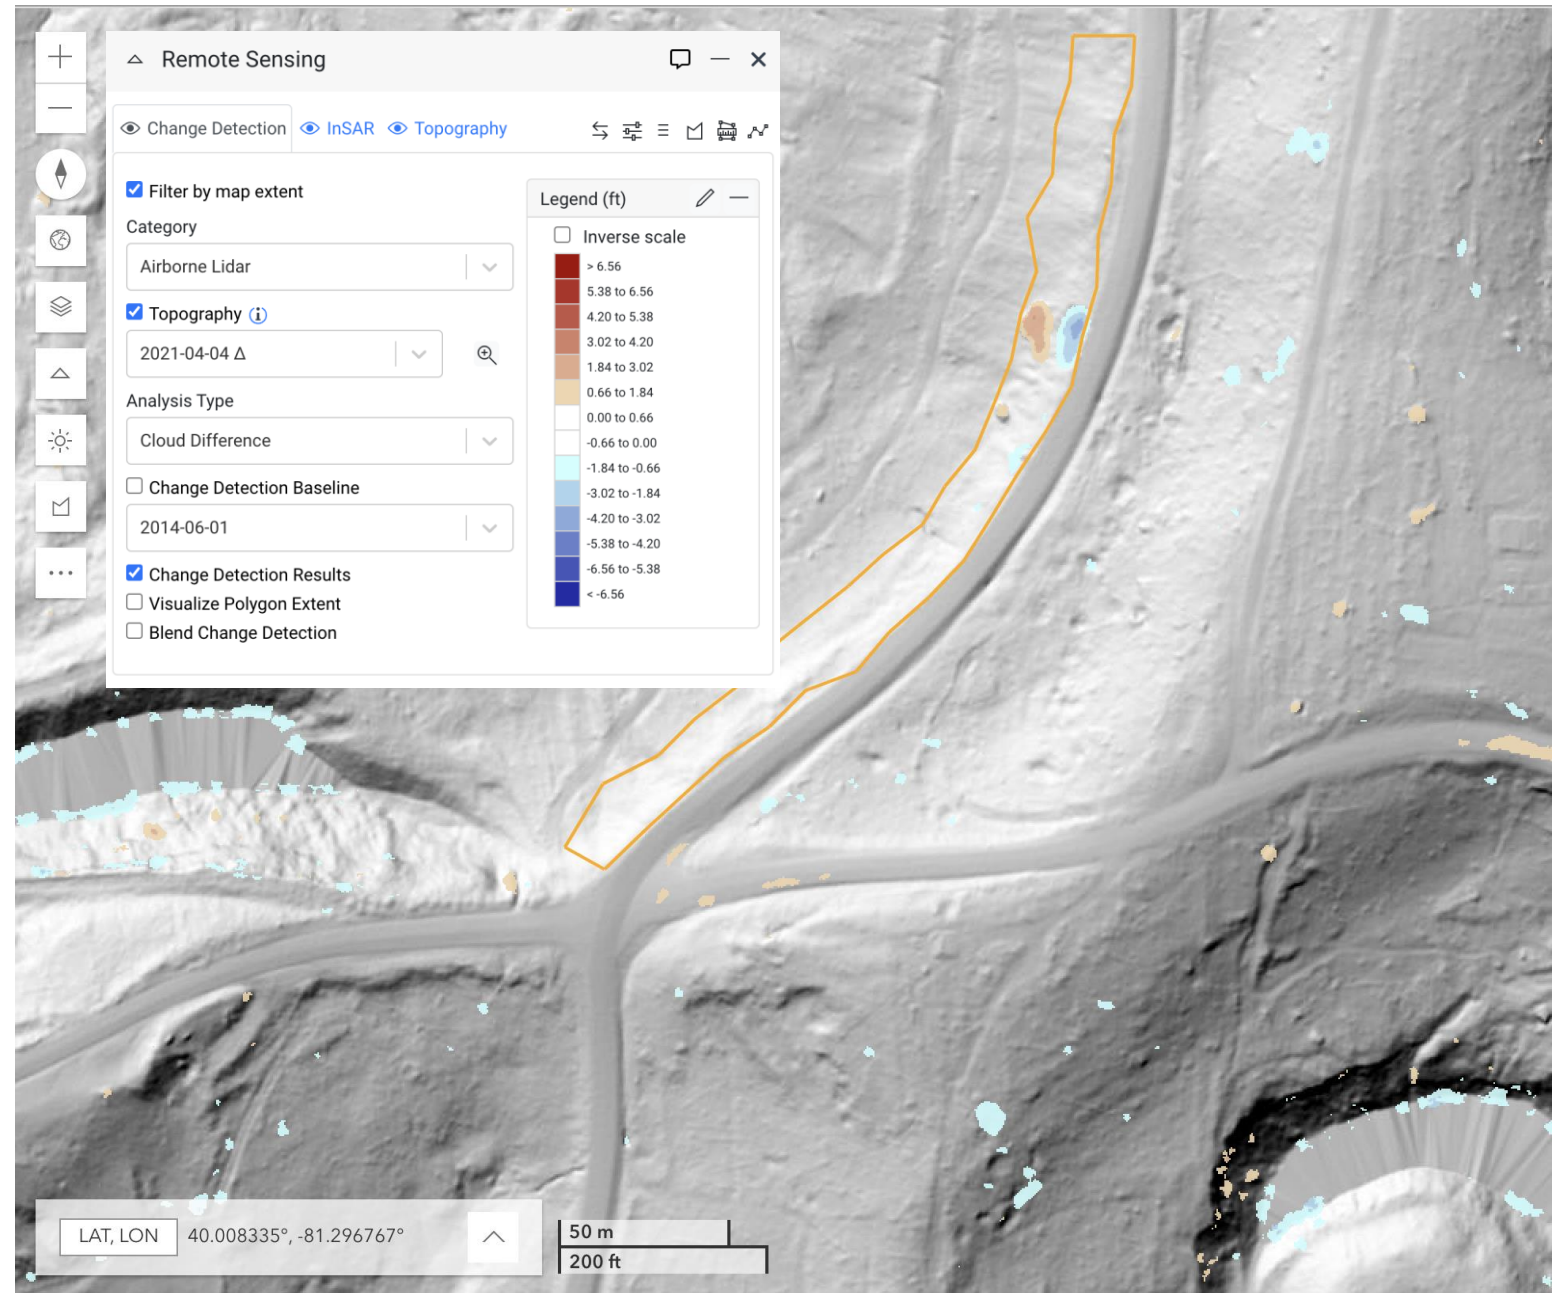 Remote Sensing
Change Detection InSAR Topography
Filter by map extent
Category
Airborne Lidar
Topography
2021-04-04 Δ
Analysis Type
Cloud Difference
Change Detection Baseline
2014-06-01
Change Detection Results
Visualize Polygon Extent
Blend Change Detection
Legend (ft)
Inverse scale
> 6.56
5.38 to 6.56
4.20 to 5.38
3.02 to 4.20
1.84 to 3.02
0.66 to 1.84
0.00 to 0.66
-0.66 to 0.00
-1.84 to -0.66
-3.02 to -1.84
-4.20 to -3.02
-5.38 to -4.20
-6.56 to -5.38
< -6.56
LAT, LON 40.008335°, -81.296767°
50 m
200 ft